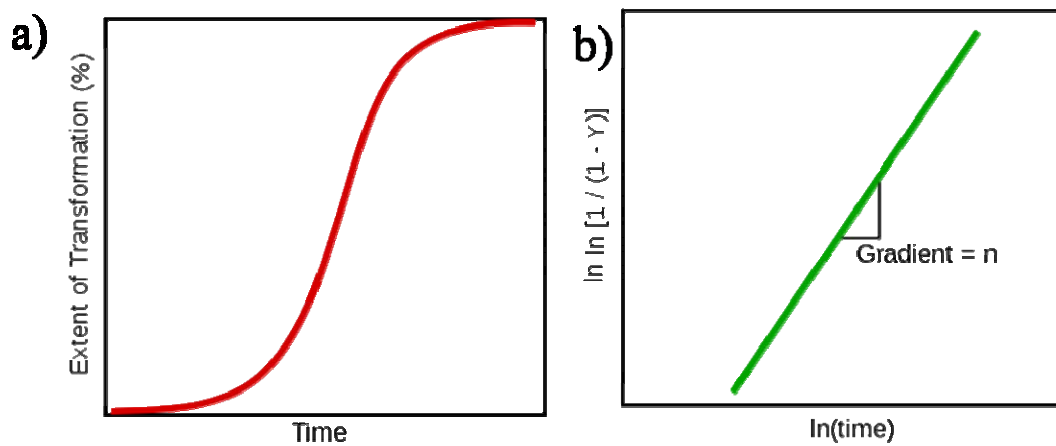 a)
Extent of Transformation (%)
Time
b)
ln ln [1 / (1 - Y)]
Gradient = n
ln(time)